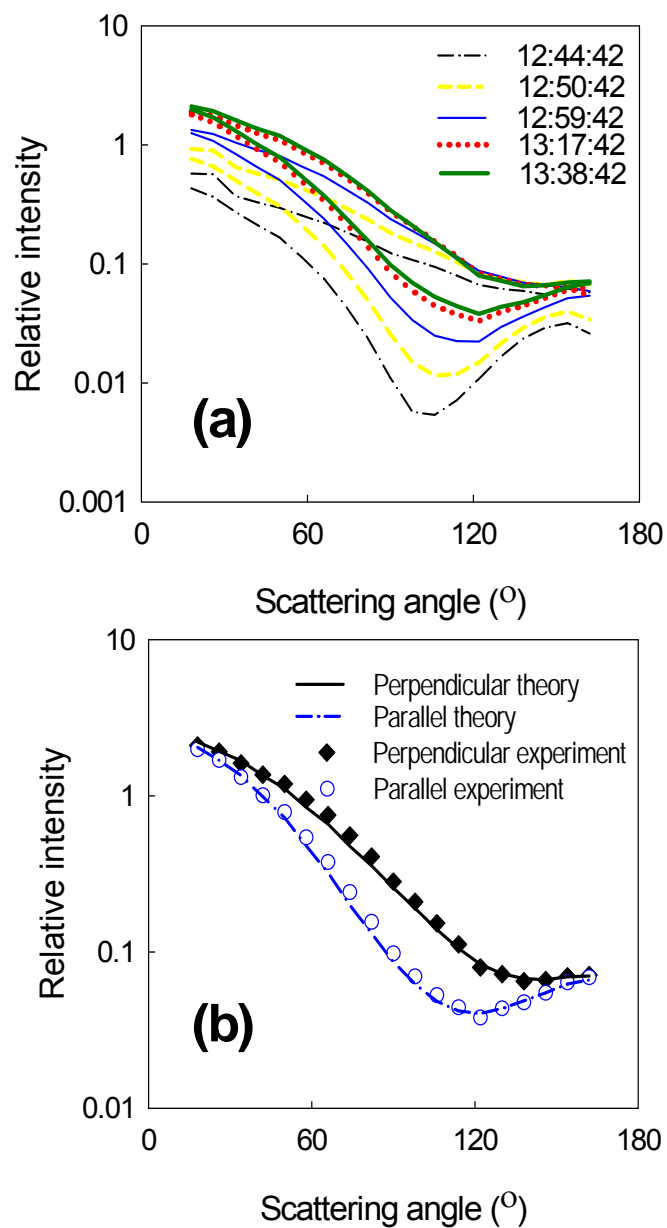 10
1
0.1
0.01
0.001
Relative intensity
12:44:42
12:50:42
12:59:42
13:17:42
13:38:42
(a)
0 60 120 180
Scattering angle (O)
10
1
0.1
0.01
Relative intensity
Perpendicular theory
Parallel theory
Perpendicular experiment
Parallel experiment
(b)
0 60 120 180
Scattering angle (O)